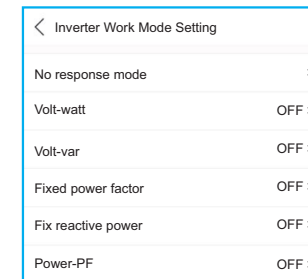 Inverter Work Mode Setting
No response mode
Volt-watt OFF
Volt-var OFF
Fixed power factor OFF
Fix reactive power OFF
Power-PF OFF